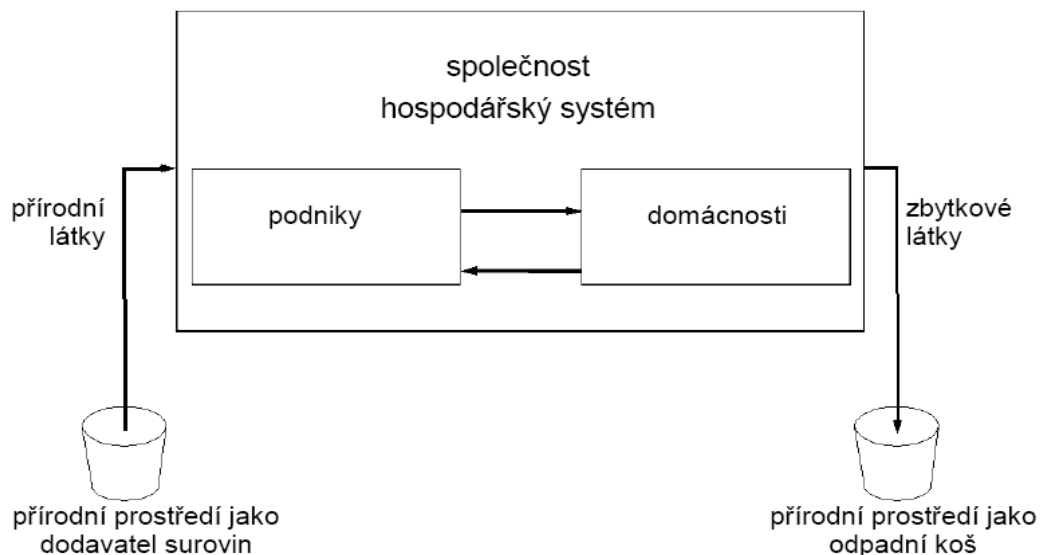 společnost
hospodářský systém
přírodní
látky
podniky
domácnosti
zbytkové
látky
přírodní prostředí jako
dodavatel surovin
přírodní prostředí jako
odpadní koš